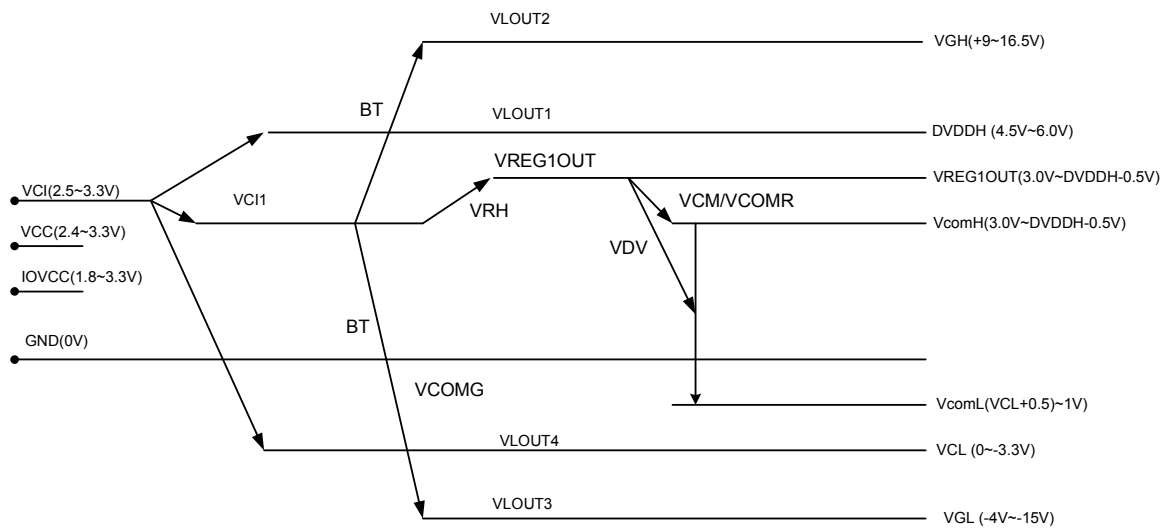 VLOUT2
VGH(+9~16.5V)
BT
VLOUT1
DVDDH (4.5V~6.0V)
VREG1OUT
VREG1OUT(3.0V~DVDDH-0.5V)
VCI(2.5~3.3V)
VCI1
VRH
VCM/VCOMR
VcomH(3.0V~DVDDH-0.5V)
VCC(2.4~3.3V)
VDV
IOVCC(1.8~3.3V)
BT
GND(0V)
VCOMG
VcomL(VCL+0.5)~1V)
VLOUT4
VCL (0~-3.3V)
VLOUT3
VGL (-4V~-15V)